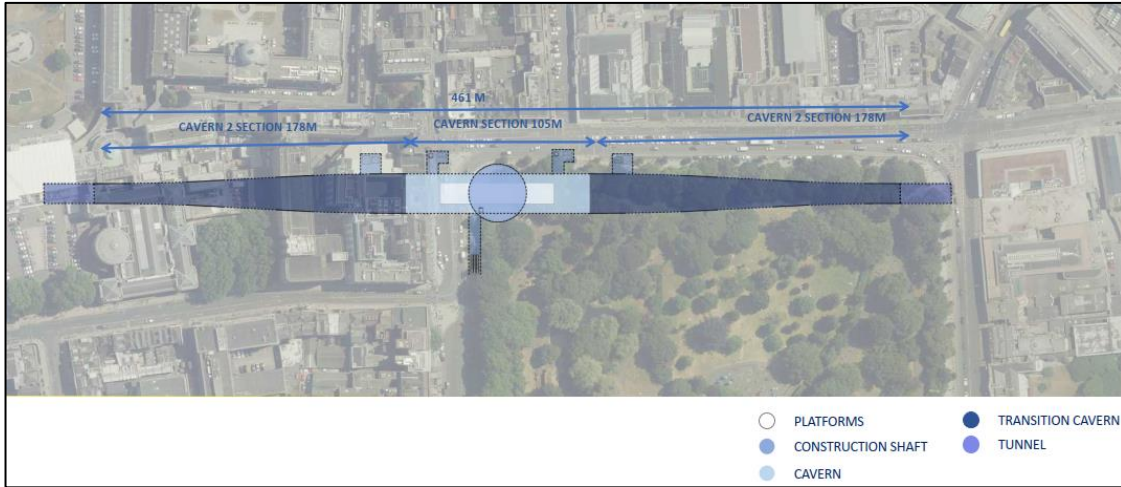 461 M
CAVERN 2 SECTION 178M
CAVERN SECTION 105M
CAVERN 2 SECTION 178M
PLATFORMS
CONSTRUCTION SHAFT
CAVERN
TRANSITION CAVERN
TUNNEL